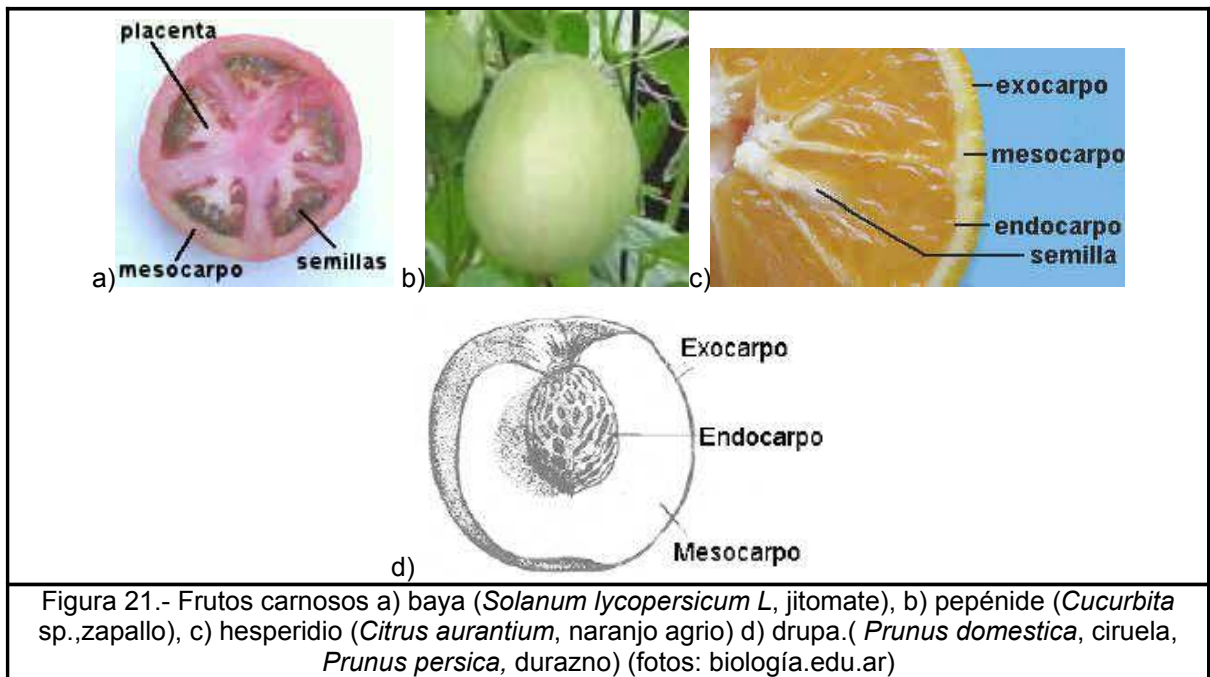 placenta
mesocarpo
semillas
a)
b)
exocarpo
mesocarpo
endocarpo
semilla
c)
Exocarpo
Endocarpo
Mesocarpo
d)
Figura 21.- Frutos carnosos a) baya (Solanum lycopersicum L, jitomate), b) pepénide (Cucurbita
sp.,zapallo), c) hesperidio (Citrus aurantium, naranjo agrio) d) drupa.( Prunus domestica, ciruela,
Prunus persica, durazno) (fotos: biología.edu.ar)